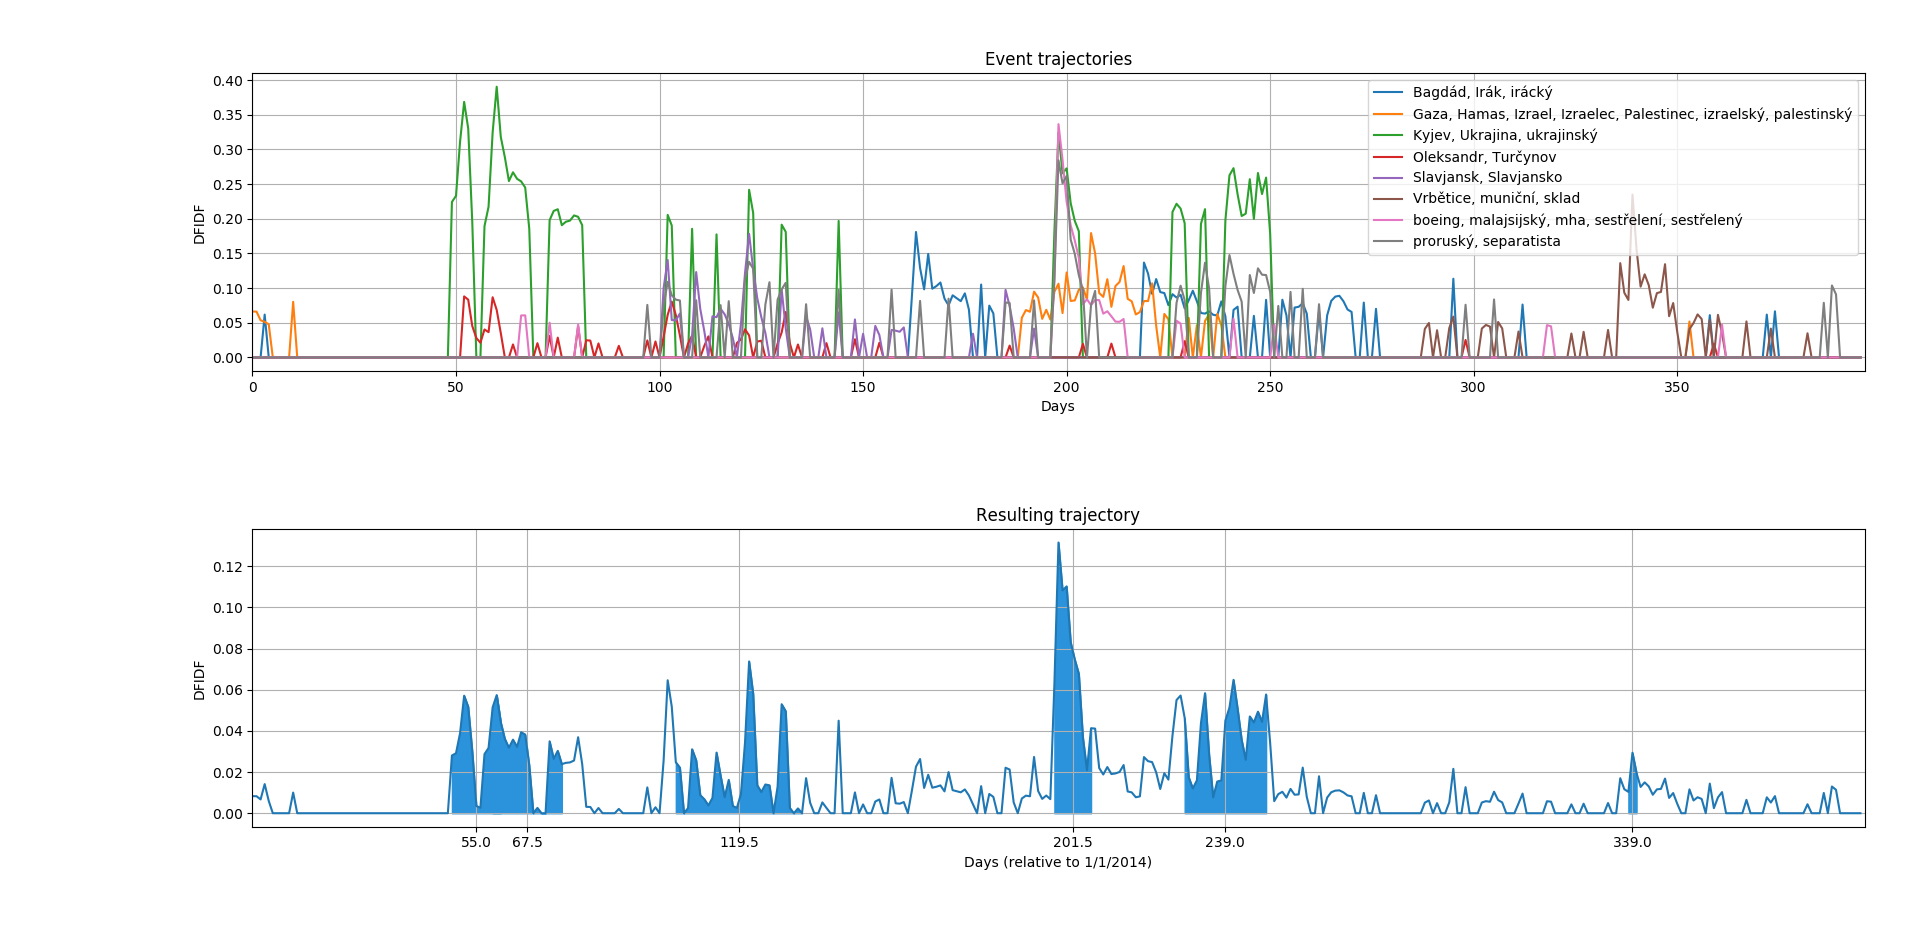 Event trajectories
0.40
0.35
0.30
0.25
0.20
0.15
0.10
0.05
0.00
DFIDF
Bagdád, Irák, irácký
Gaza, Hamas, Izrael, Izraelec, Palestinec, izraelský, palestinský
Kyjev, Ukrajina, ukrajinský
Oleksandr, Turčynov
Slavjansk, Slavjansko
Vrbětice, muniční, sklad
boeing, malajsijský, mha, sestřelení, sestřelený
proruský, separatista
0 50 100 150 200 250 300 350
Days
Resulting trajectory
0.12
0.10
0.08
0.06
0.04
0.02
0.00
DFIDF
55.0 67.5 119.5 201.5 239.0 339.0
Days (relative to 1/1/2014)